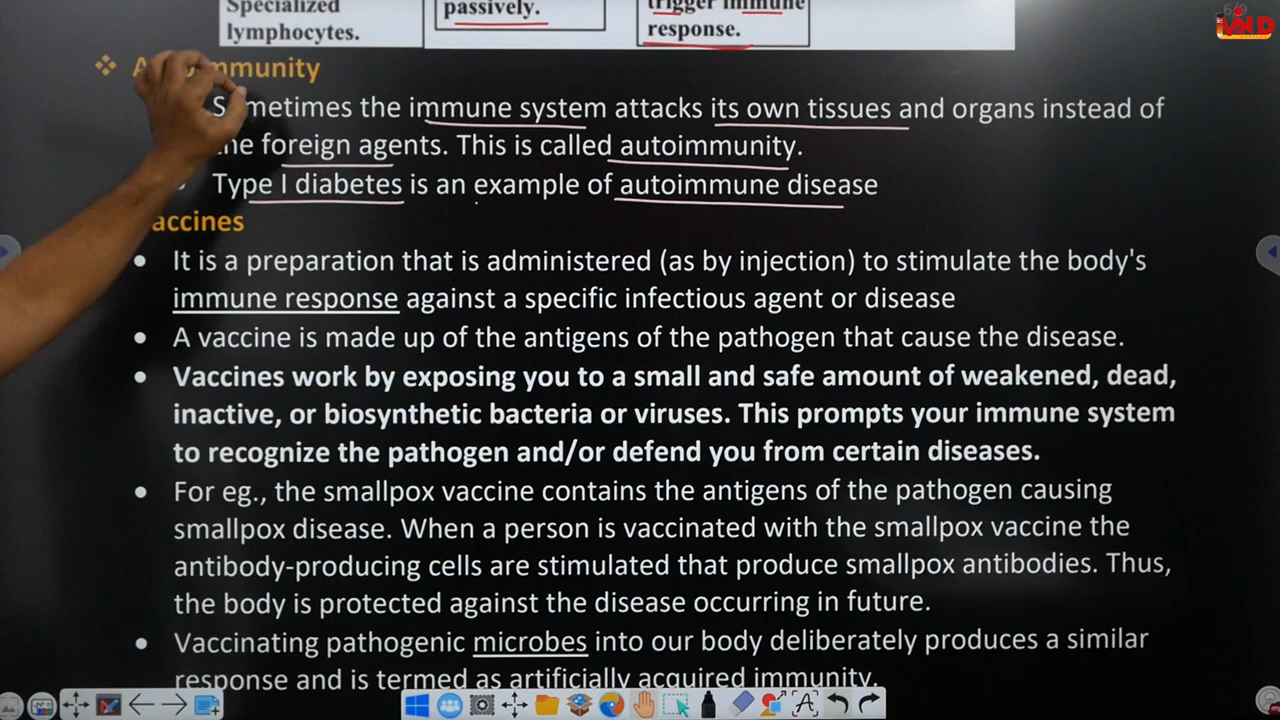 Specialized
passively.
trigger immune
lymphocytes.
response.
6/9
MND
mmunity
Sometimes the immune system attacks its own tissues and organs instead of
he foreign agents. This is called autoimmunity.
Type I diabetes is an example of autoimmune disease
accines
It is a preparation that is administered (as by injection) to stimulate the body's
immune response against a specific infectious agent or disease
A vaccine is made up of the antigens of the pathogen that cause the disease.
Vaccines work by exposing you to a small and safe amount of weakened, dead,
inactive, or biosynthetic bacteria or viruses. This prompts your immune system
to recognize the pathogen and/or defend you from certain diseases.
For eg., the smallpox vaccine contains the antigens of the pathogen causing
smallpox disease. When a person is vaccinated with the smallpox vaccine the
antibody-producing cells are stimulated that produce smallpox antibodies. Thus,
the body is protected against the disease occurring in future.
Vaccinating pathogenic microbes into our body deliberately produces a similar
response and is termed as artificially acquired immunity.